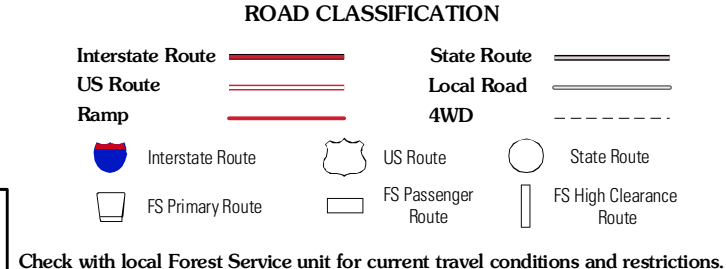 ROAD CLASSIFICATION
Interstate Route
State Route
US Route
Local Road
Ramp
4WD
Interstate Route
US Route
State Route
FS Primary Route
FS Passenger
Route
FS High Clearance
Route
Check with local Forest Service unit for current travel conditions and restrictions.